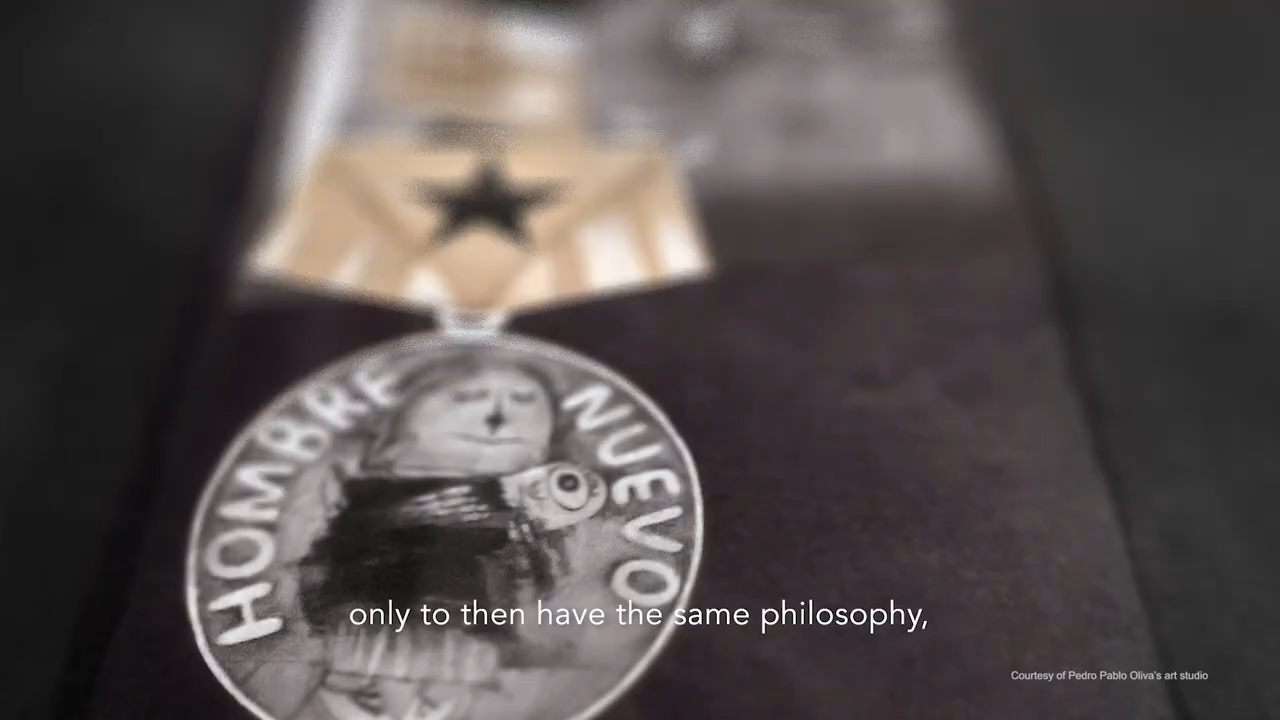 HOMBRE NUEVO
only to then have the same philosophy,
Courtesy of Pedro Pablo Oliva's art studio